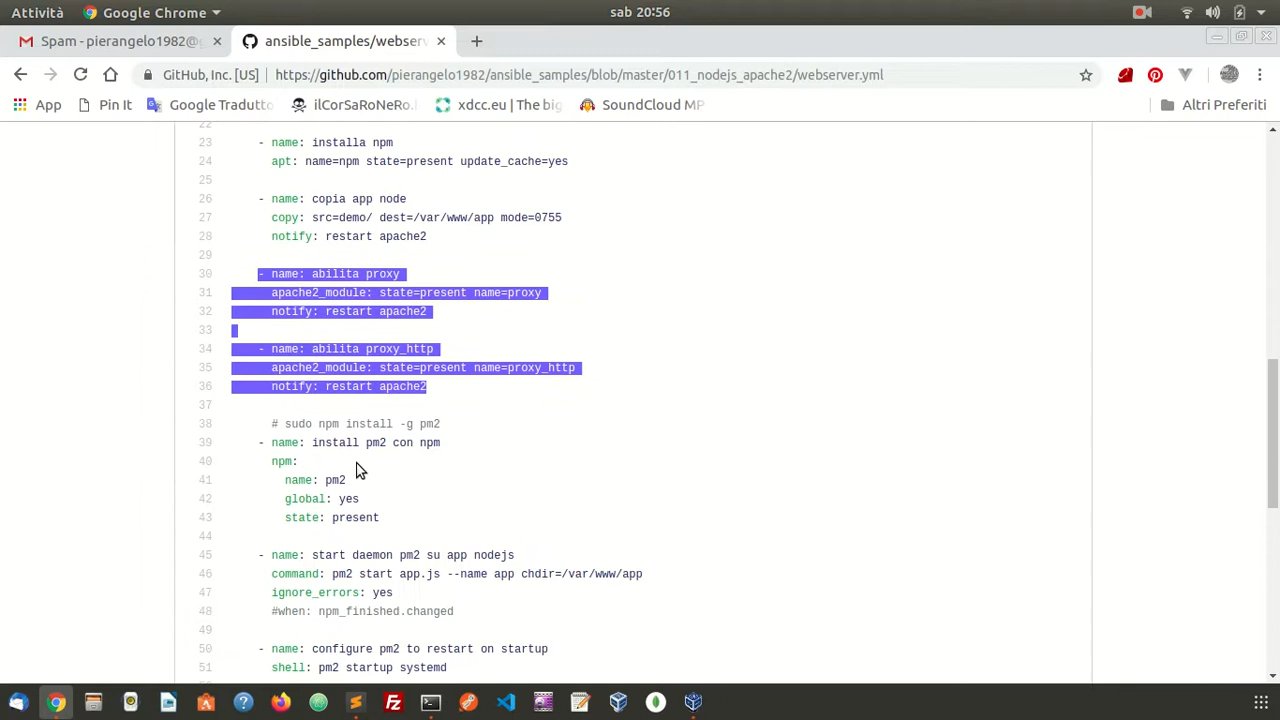 Attività Google Chrome sab 20:56
Spam - pierangelo1982@ ansible_samples/webser
GitHub, Inc. [US] https://github.com/pierangelo1982/ansible_samples/blob/master/011_nodejs_apache2/webserver.yml
App Pin It Google Tradutto ilCorSaRoNeRo. xdcc.eu | The big SoundCloud MP Altri Preferiti
22
23 - name: installa npm
24 apt: name=npm state=present update_cache=yes
25
26 - name: copia app node
27 copy: src=demo/ dest=/var/www/app mode=0755
28 notify: restart apache2
29
30 - name: abilita proxy
31 apache2_module: state=present name=proxy
32 notify: restart apache2
33
34 - name: abilita proxy_http
35 apache2_module: state=present name=proxy_http
36 notify: restart apache2
37
38 # sudo npm install -g pm2
39 - name: install pm2 con npm
40 npm:
41 name: pm2
42 global: yes
43 state: present
44
45 - name: start daemon pm2 su app nodejs
46 command: pm2 start app.js --name app chdir=/var/www/app
47 ignore_errors: yes
48 #when: npm_finished.changed
49
50 - name: configure pm2 to restart on startup
51 shell: pm2 startup systemd